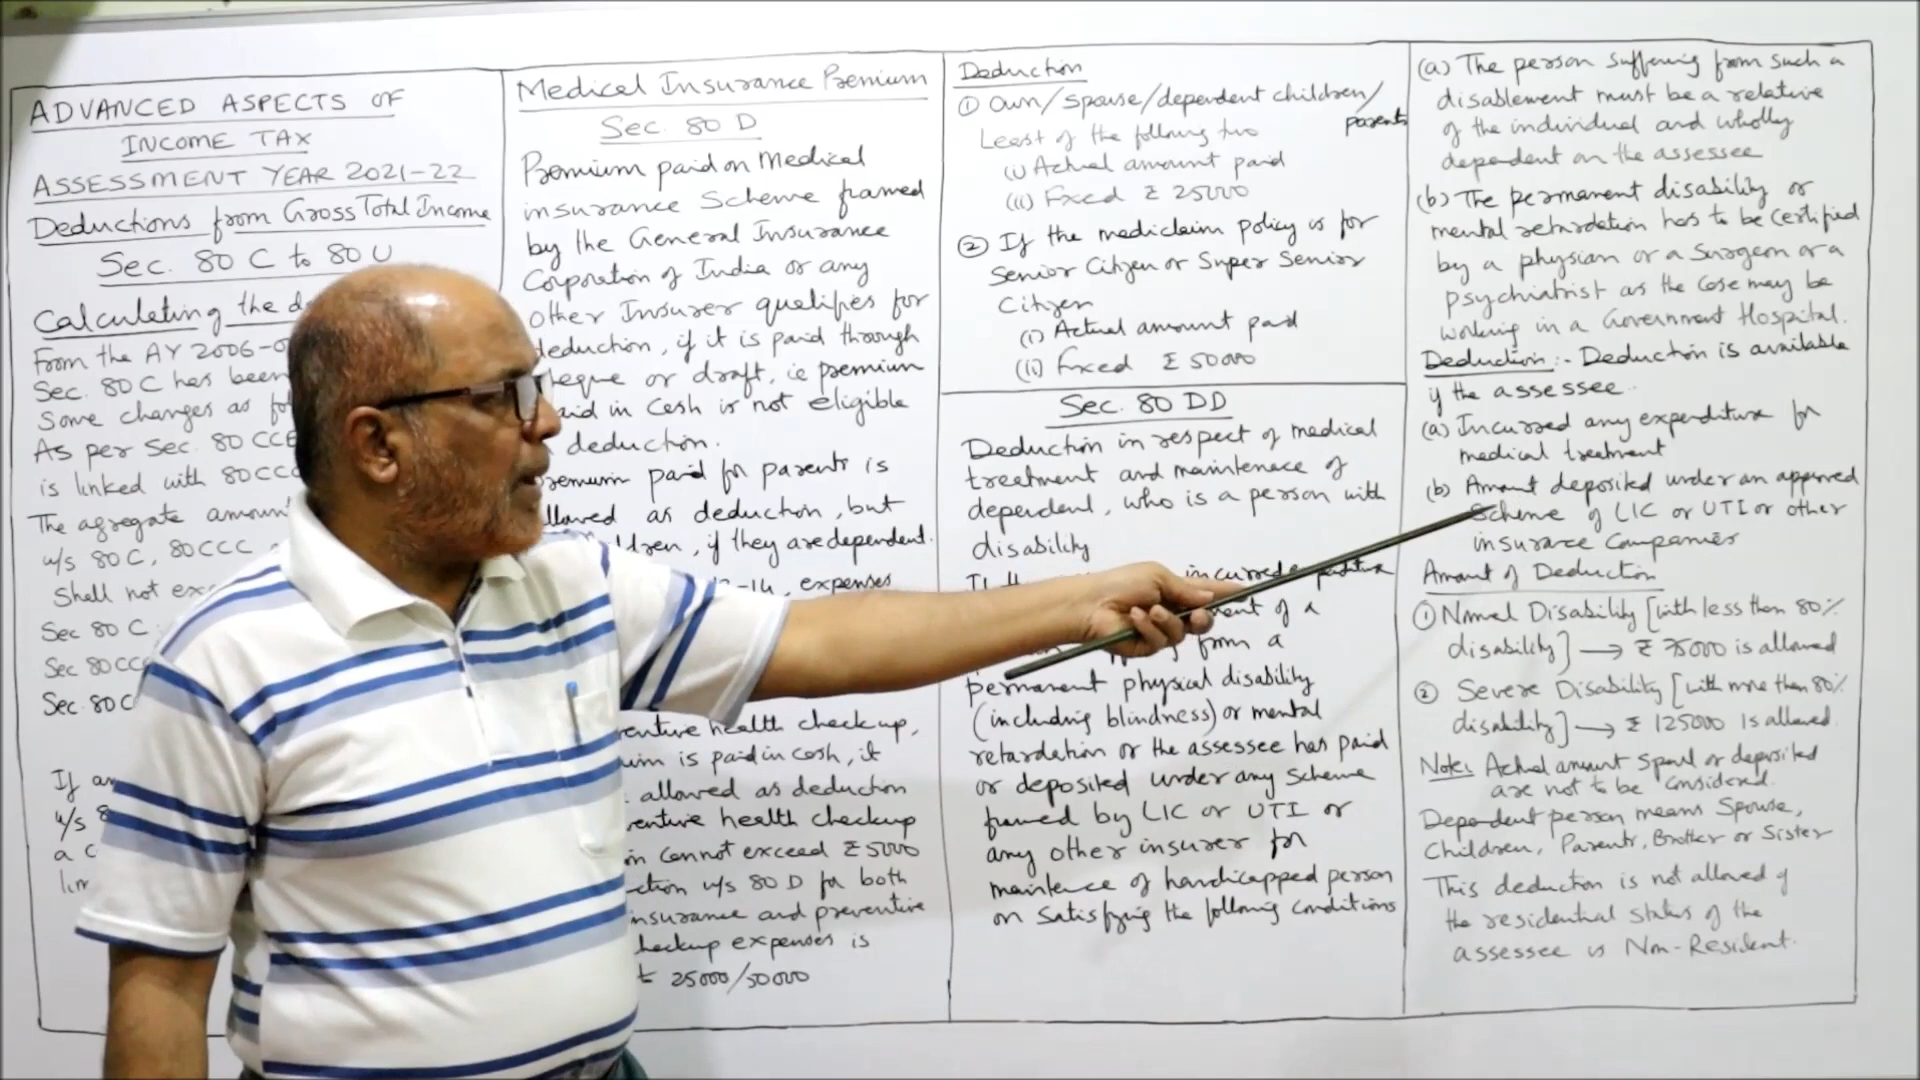 ADVANCED ASPECTS OF
INCOME TAX
ASSESSMENT YEAR 2021-22
Deductions from Gross Total Income
Sec. 80 C to 80 U
Calculating the
From the AY 2006-0
Sec. 80 C has been
Some changes as
As per Sec. 80 CCE
is linked with 80 CCC
The agregate amount
u/s 80 C, 80 CCC
Shall not
Sec 80 C
Sec 80 CC
Sec. 80 C
If
u/s 8
a c
Medical Insurance Premium
Sec. 80 D
Premium paid on Medical
insurance Scheme framed
by the General Insurance
Corporation of India or any
other Insurer qualifies for
deduction, if it is paid through
or draft, ie premium
in Cash is not eligible
deduction.
paid for parents is
as deduction, but
if they are dependent.
-14, expenses
health checkup,
is paid in cash, it
allowed as deduction
health checkup
cannot exceed ₹ 5000
u/s 80 D for both
insurance and preventive
checkup expenses is
25000/50000
Deduction
① Own/spouse/dependent children/
parents
Least of the following two
(i) Actual amount paid
(ii) Fixed ₹ 25000
② If the mediclaim policy is for
Senior Citizen or Super Senior
Citizen
(i) Actual amount paid
(ii) Fixed ₹ 50000
Sec. 80 DD
Deduction in respect of medical
treatment and maintenace of
dependent, who is a person with
disability
incurred
of a
from a
permanent physical disability
(including blindness) or mental
retardation or the assessee has paid
or deposited under any scheme
framed by LIC or UTI or
any other insurer for
maintence of handicapped person
on Satisfying the following conditions
(a) The person suffering from such a
disablement must be a relative
of the individual and wholly
dependent on the assessee
(b) The permanent disability or
mental retardation has to be certified
by a physian or a Surgeon or a
psychiatrist as the case may be
working in a Government Hospital.
Deduction:- Deduction is available
if the assessee..
(a) Incurred any expenditure for
medical treatment
(b) Amount deposited under an approved
Scheme of LIC or UTI or other
insurance Companies
Amount of Deduction
① Normal Disability [with less than 80%
disability] → ₹ 75000 is allowed
② Severe Disability [with more than 80%
disability] → ₹ 125000 is allowed.
Note: Actual amount Spent or deposited
are not to be Considered.
Dependent person means Spouse,
Children, Parents, Brother or Sister
This deduction is not allowed if
the residential status of the
assessee is Non-Resident.